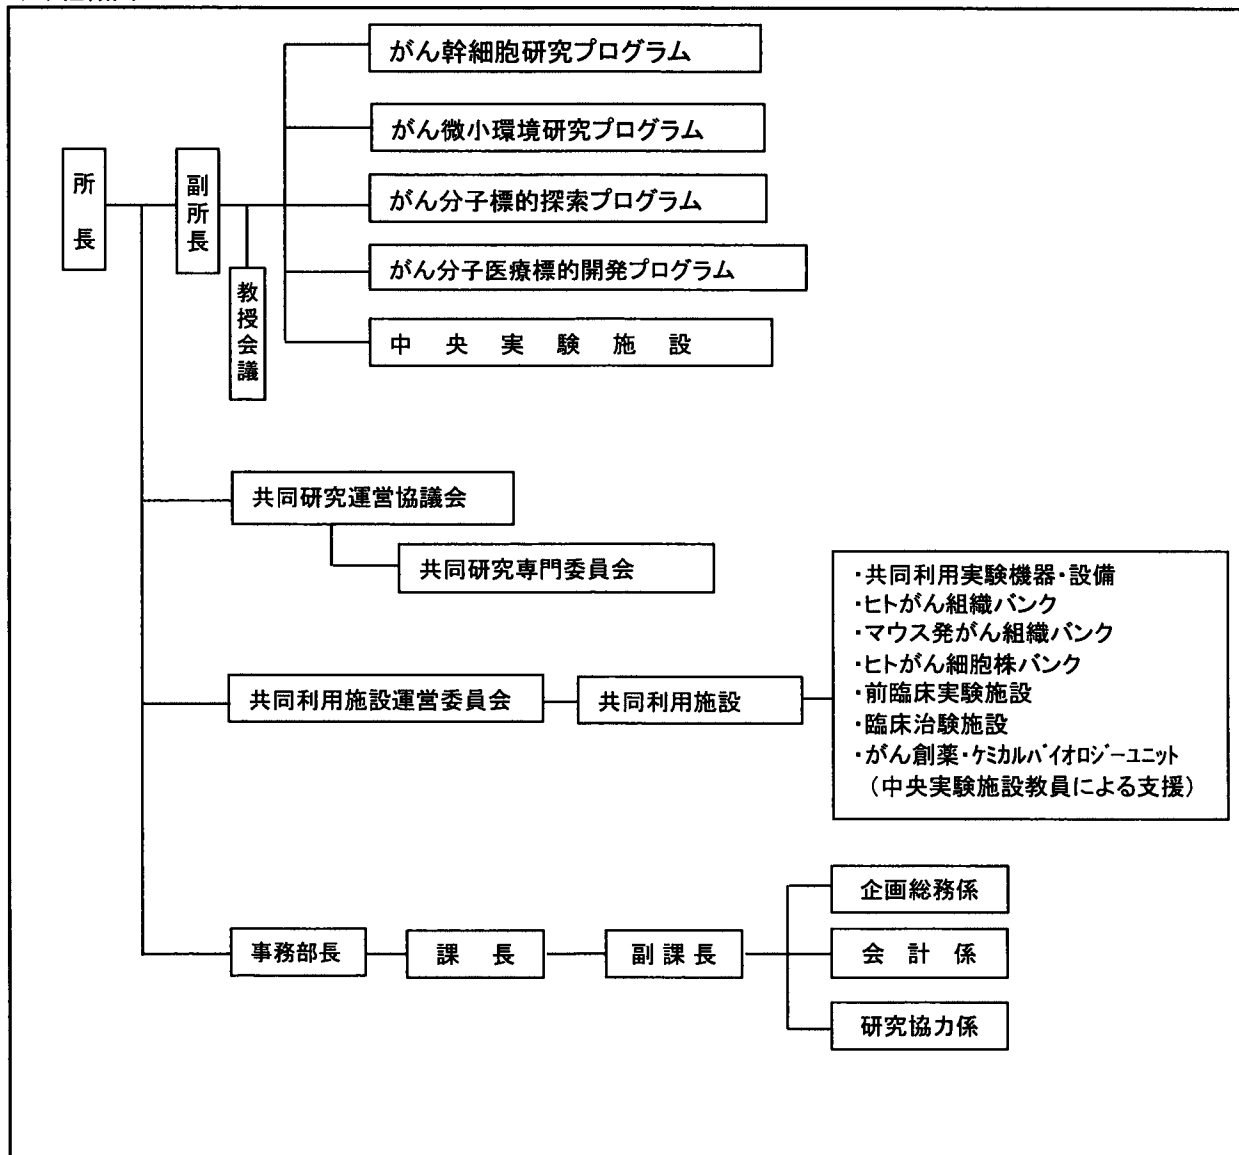 所長
副所長
教授会議
がん幹細胞研究プログラム
がん微小環境研究プログラム
がん分子標的探索プログラム
がん分子医療標的開発プログラム
中央実験施設
共同研究運営協議会
共同研究専門委員会
共同利用施設運営委員会
共同利用施設
・共同利用実験機器・設備
・ヒトがん組織バンク
・マウス発がん組織バンク
・ヒトがん細胞株バンク
・前臨床実験施設
・臨床治験施設
・がん創薬・ケミカルバイオロジーユニット
（中央実験施設教員による支援）
事務部長
課長
副課長
企画総務係
会計係
研究協力係